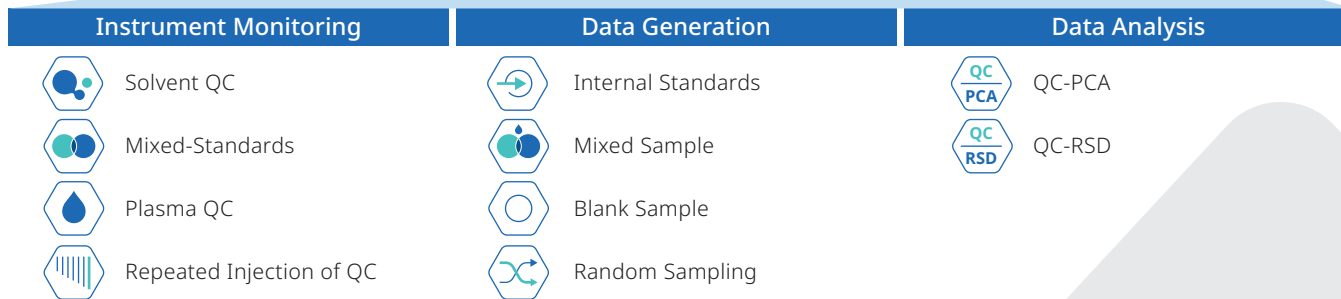 Instrument Monitoring
Solvent QC
Mixed-Standards
Plasma QC
Repeated Injection of QC
Data Generation
Internal Standards
Mixed Sample
Blank Sample
Random Sampling
Data Analysis
QC
PCA
QC-PCA
QC
RSD
QC-RSD